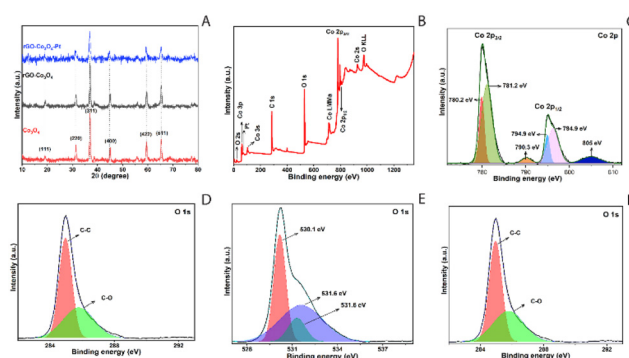 A
rGO-Co₃O₄-Pt
rGO-Co₃O₄
Co₃O₄
(111)
(220)
(311)
(400)
(422)
(511)
Intensity (a.u.)
10 20 30 40 50 60 70 80
2θ (degree)
B
O 2s
Co 3p
Pt
Co 3s
C 1s
O 1s
Co LMMa
Co 2p₃/₂
Co 2p₁/₂
Co 2s
O KLL
Intensity (a.u.)
0 200 400 600 800 1000 1200
Binding energy (eV)
Co 2p₃/₂
Co 2p
781.2 eV
780.2 eV
Co 2p₁/₂
794.9 eV
794.9 eV
790.3 eV
805 eV
Intensity (a.u.)
780 790 800 810
Binding energy (eV)
D
O 1s
C-C
C-O
Intensity (a.u.)
284 288 292
Binding energy (eV)
E
O 1s
530.1 eV
531.6 eV
531.8 eV
Intensity (a.u.)
528 531 534 537
Binding energy (eV)
O 1s
C-C
C-O
Intensity (a.u.)
284 288 292
Binding energy (eV)